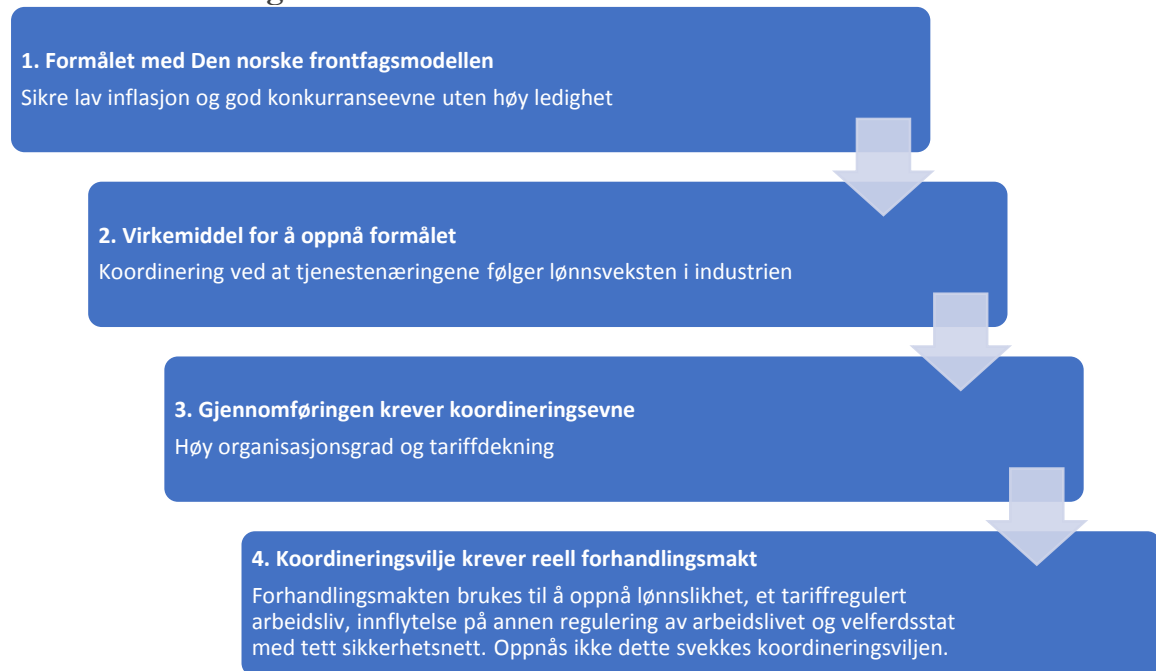 1. Formålet med Den norske frontfagsmodellen
Sikre lav inflasjon og god konkurranseevne uten høy ledighet
2. Virkemiddel for å oppnå formålet
Koordinering ved at tjenestenæringene følger lønnsveksten i industrien
3. Gjennomføringen krever koordineringsevne
Høy organisasjonsgrad og tariffdekning
4. Koordineringsvilje krever reell forhandlingsmakt
Forhandlingsmakten brukes til å oppnå lønnslikhet, et tariffregulert
arbeidsliv, innflytelse på annen regulering av arbeidslivet og velferdsstat
med tett sikkerhetsnett. Oppnås ikke dette svekkes koordineringsviljen.